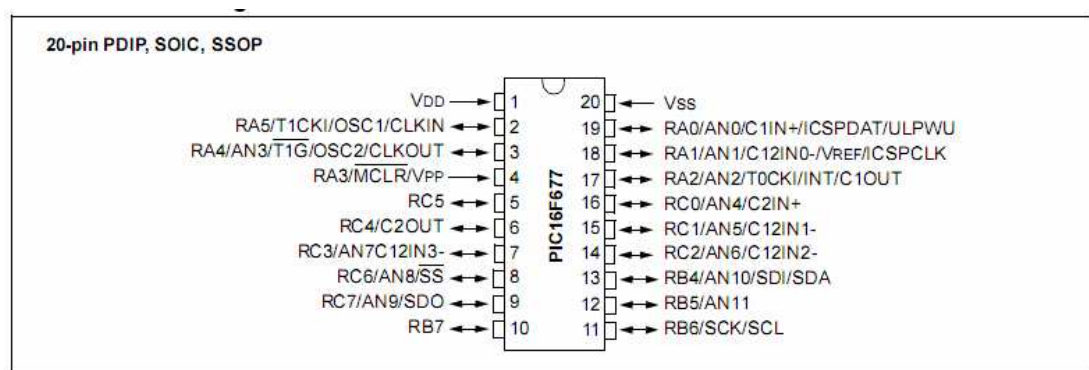 20-pin PDIP, SOIC, SSOP
VDD 1 20 VSS
RA5/T1CKI/OSC1/CLKIN 2 19 RA0/AN0/C1IN+/ICSPDAT/ULPWU
RA4/AN3/T1G/OSC2/CLKOUT 3 18 RA1/AN1/C12IN0-/VREF/ICSPCLK
RA3/MCLR/VPP 4 17 RA2/AN2/T0CKI/INT/C1OUT
RC5 5 16 RC0/AN4/C2IN+
RC4/C2OUT 6 15 RC1/AN5/C12IN1-
RC3/AN7C12IN3- 7 14 RC2/AN6/C12IN2-
RC6/AN8/SS 8 13 RB4/AN10/SDI/SDA
RC7/AN9/SDO 9 12 RB5/AN11
RB7 10 11 RB6/SCK/SCL
PIC16F677